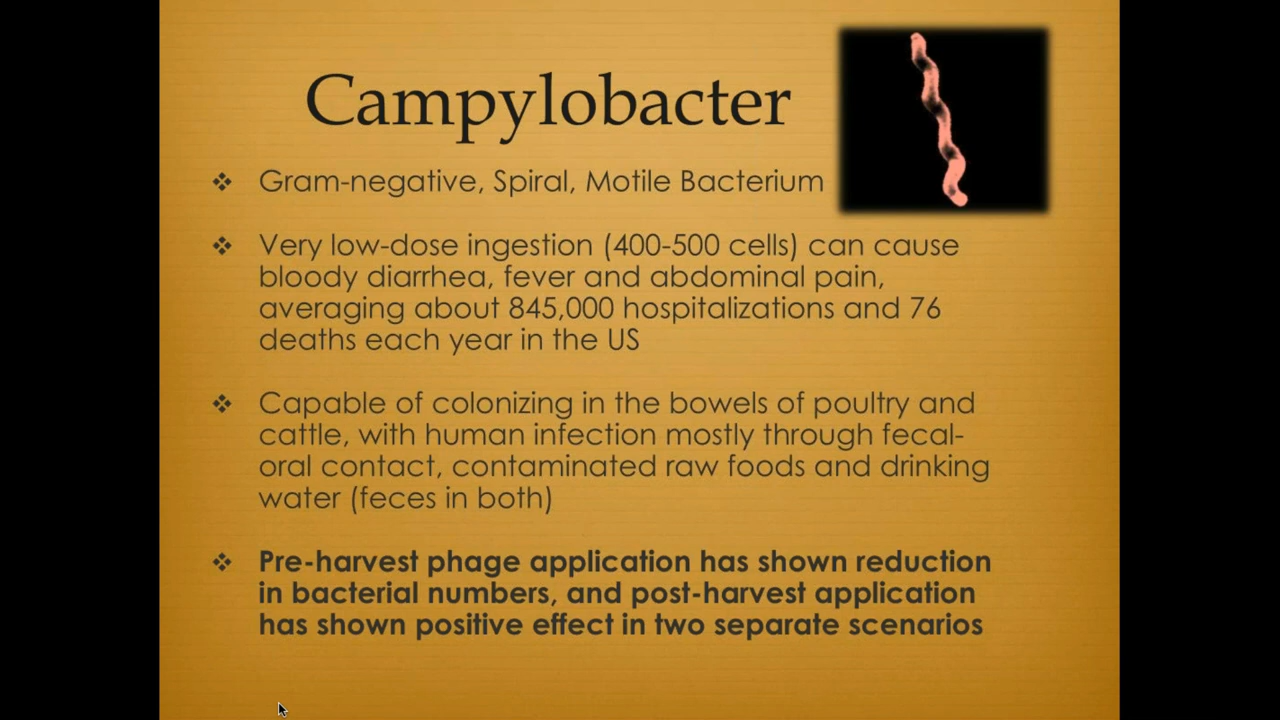 Campylobacter
❖ Gram-negative, Spiral, Motile Bacterium
❖ Very low-dose ingestion (400-500 cells) can cause
bloody diarrhea, fever and abdominal pain,
averaging about 845,000 hospitalizations and 76
deaths each year in the US
❖ Capable of colonizing in the bowels of poultry and
cattle, with human infection mostly through fecal-
oral contact, contaminated raw foods and drinking
water (feces in both)
❖ Pre-harvest phage application has shown reduction
in bacterial numbers, and post-harvest application
has shown positive effect in two separate scenarios